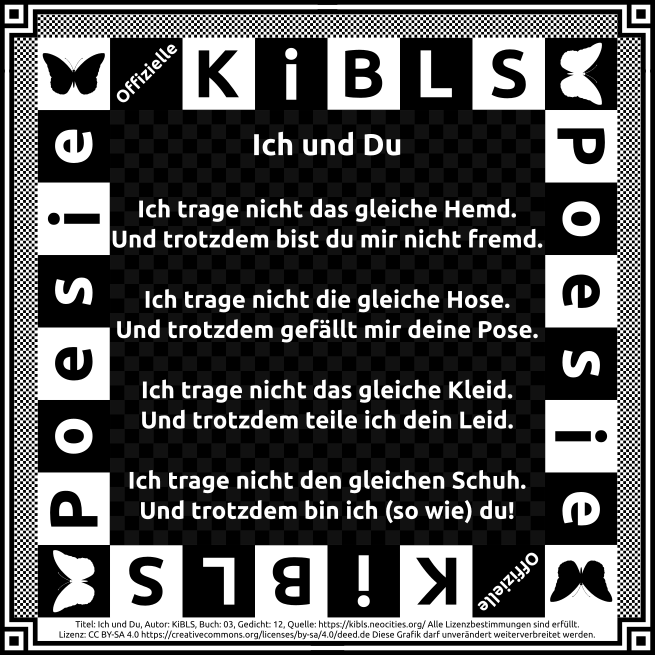 Offizielle
KiBLS
Poesie
Poesie
Ich und Du
Ich trage nicht das gleiche Hemd.
Und trotzdem bist du mir nicht fremd.
Ich trage nicht die gleiche Hose.
Und trotzdem gefällt mir deine Pose.
Ich trage nicht das gleiche Kleid.
Und trotzdem teile ich dein Leid.
Ich trage nicht den gleichen Schuh.
Und trotzdem bin ich (so wie) du!
Offizielle
KiBLS
Titel: Ich und Du, Autor: KiBLS, Buch: 03, Gedicht: 12, Quelle: https://kibls.neocities.org/ Alle Lizenzbestimmungen sind erfüllt.
Lizenz: CC BY-SA 4.0 https://creativecommons.org/licenses/by-sa/4.0/deed.de Diese Grafik darf unverändert weiterverbreitet werden.